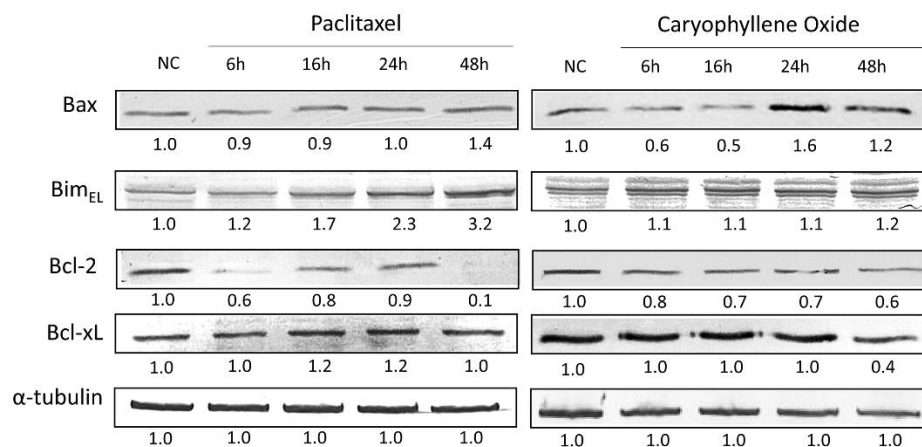 Paclitaxel Caryophyllene Oxide
NC 6h 16h 24h 48h NC 6h 16h 24h 48h
Bax
1.0 0.9 0.9 1.0 1.4 1.0 0.6 0.5 1.6 1.2
BimEL
1.0 1.2 1.7 2.3 3.2 1.0 1.1 1.1 1.1 1.2
Bcl-2
1.0 0.6 0.8 0.9 0.1 1.0 0.8 0.7 0.7 0.6
Bcl-xL
1.0 1.0 1.2 1.2 1.0 1.0 1.0 1.0 1.0 0.4
α-tubulin
1.0 1.0 1.0 1.0 1.0 1.0 1.0 1.0 1.0 1.0